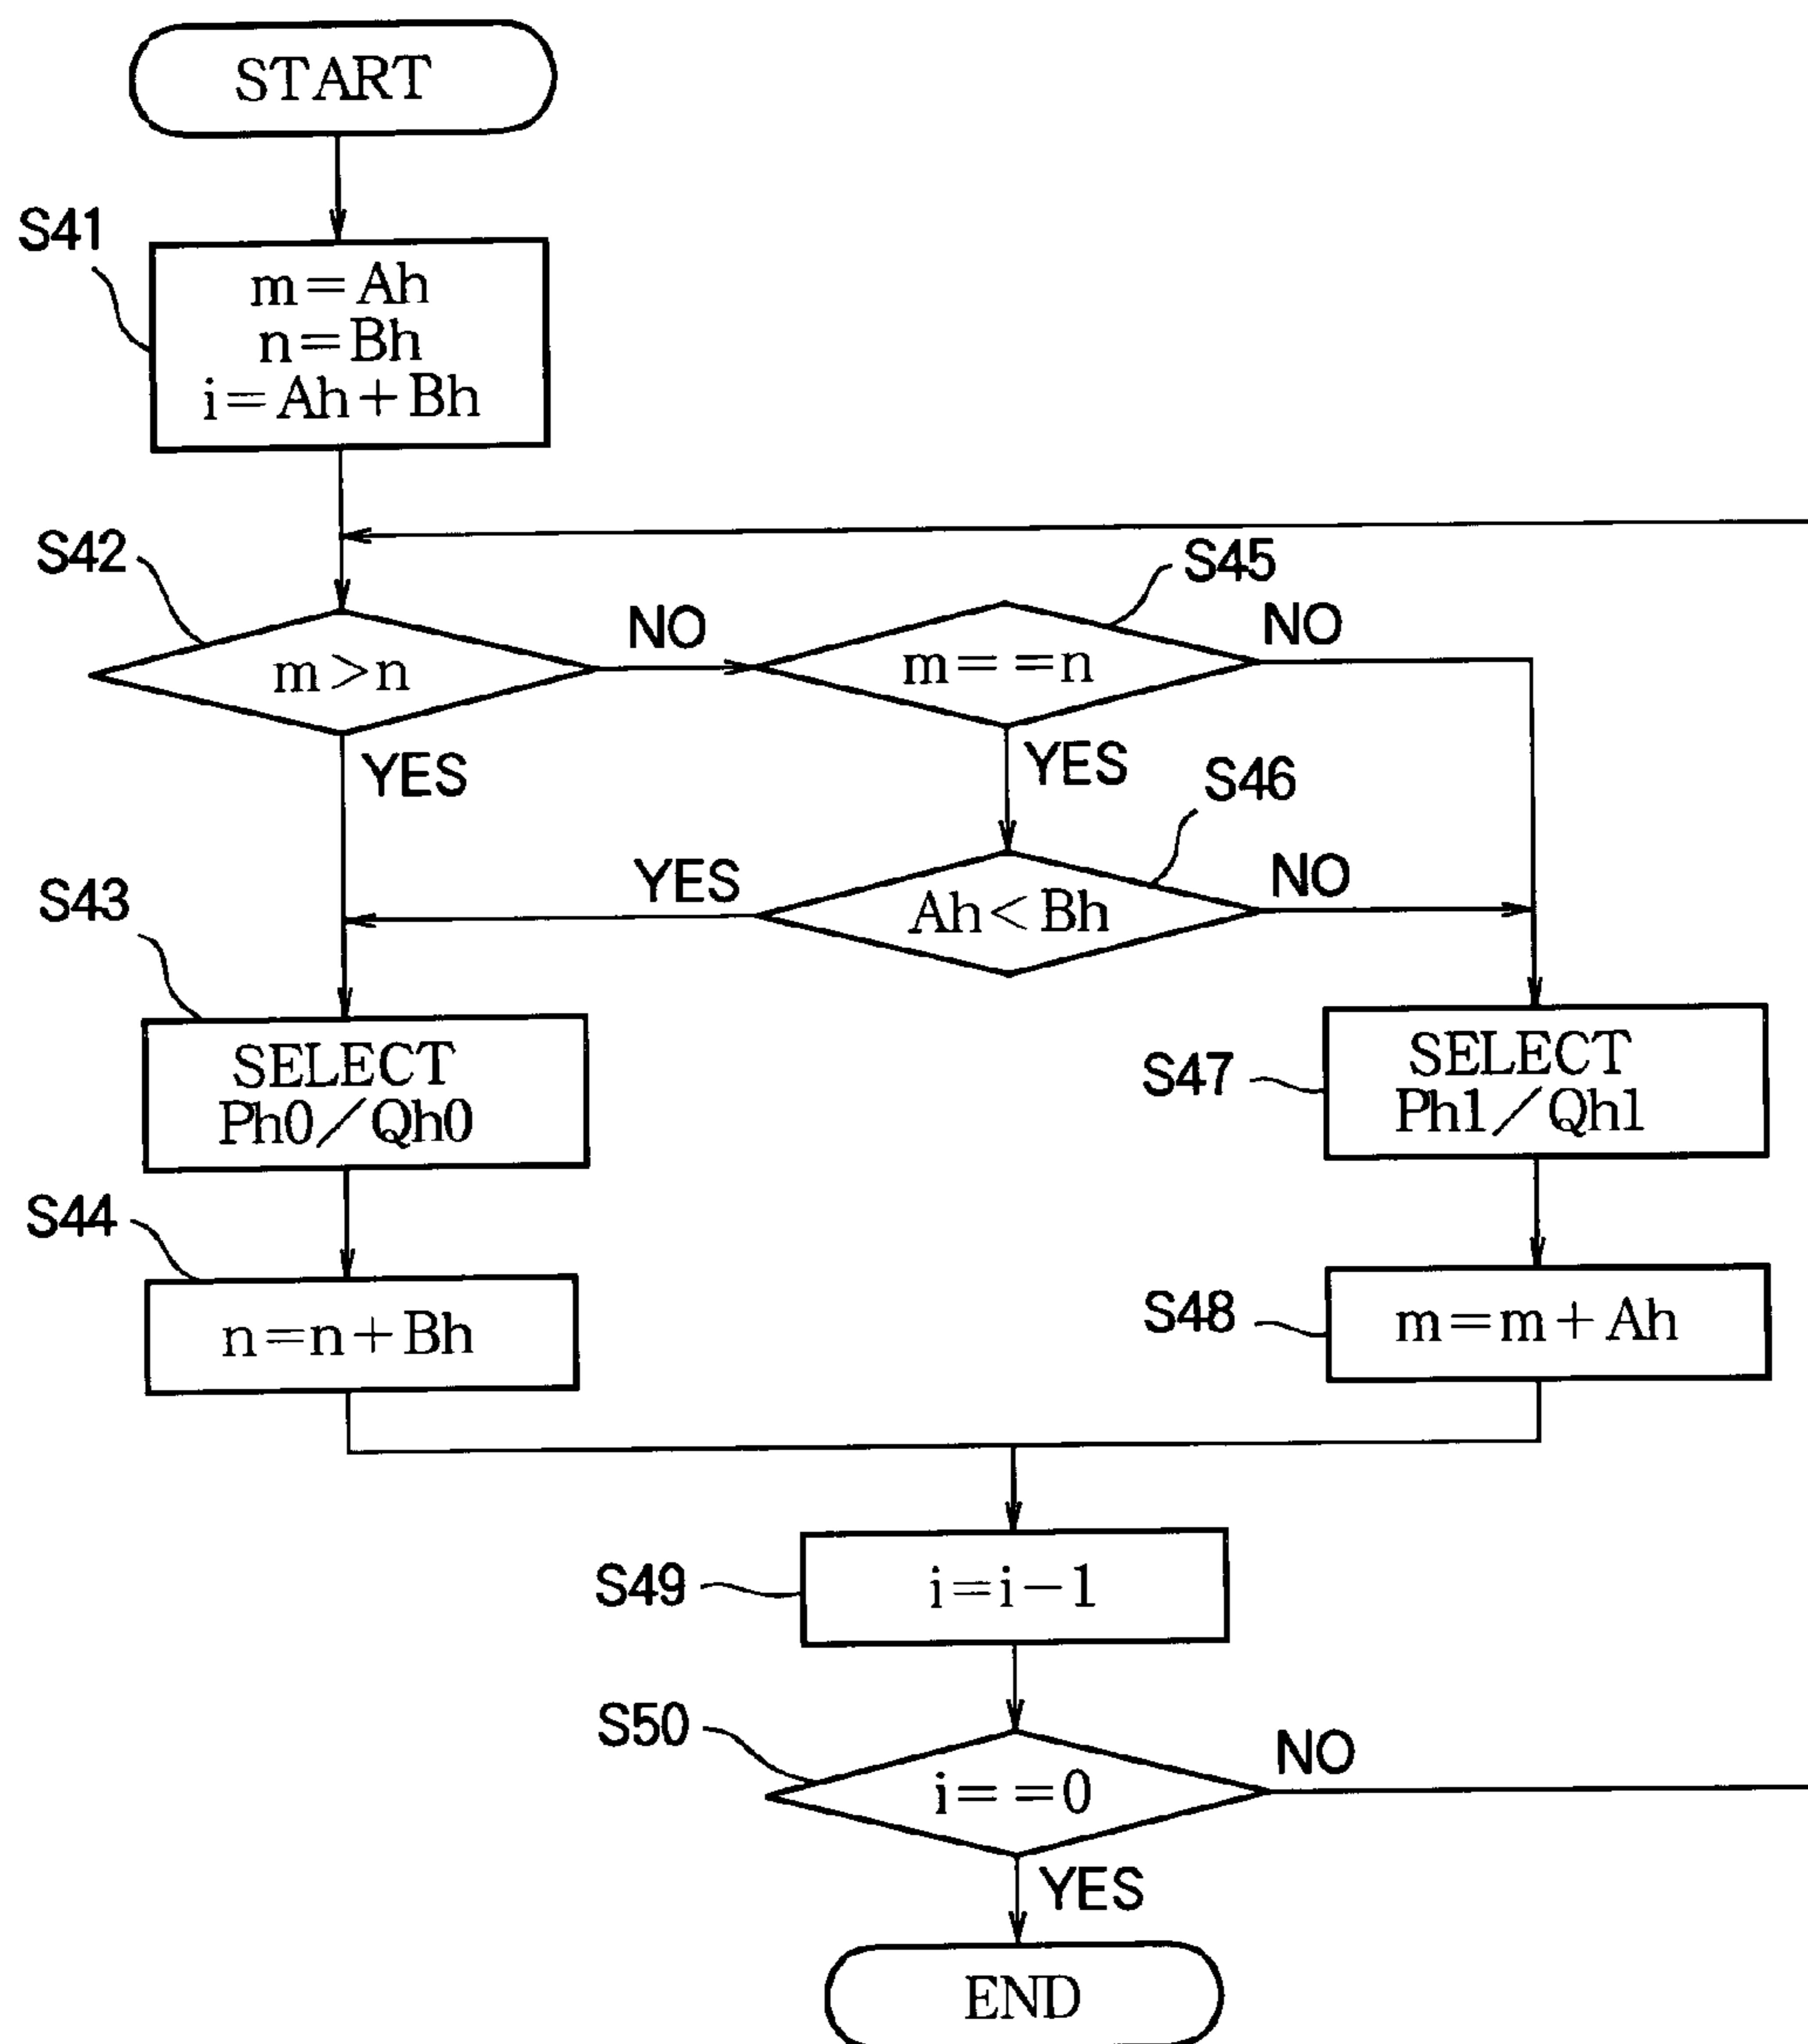 START
S41
m=Ah
n=Bh
i=Ah+Bh
S42
m>n
NO
YES
S45
m==n
NO
YES
S46
Ah<Bh
YES
NO
S43
SELECT
Ph0/Qh0
S47
SELECT
Ph1/Qh1
S44
n=n+Bh
S48
m=m+Ah
S49
i=i-1
S50
i==0
NO
YES
END